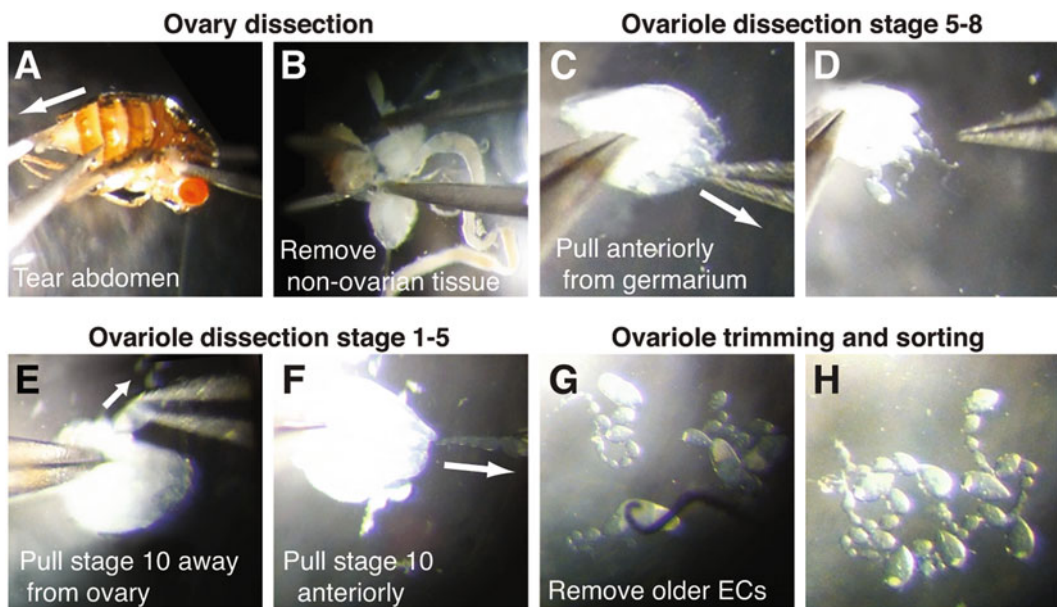 Ovary dissection
Ovariole dissection stage 5-8
A
B
C
D
Tear abdomen
Remove
non-ovarian tissue
Pull anteriorly
from germarium
Ovariole dissection stage 1-5
Ovariole trimming and sorting
E
F
G
H
Pull stage 10 away
from ovary
Pull stage 10
anteriorly
Remove older ECs